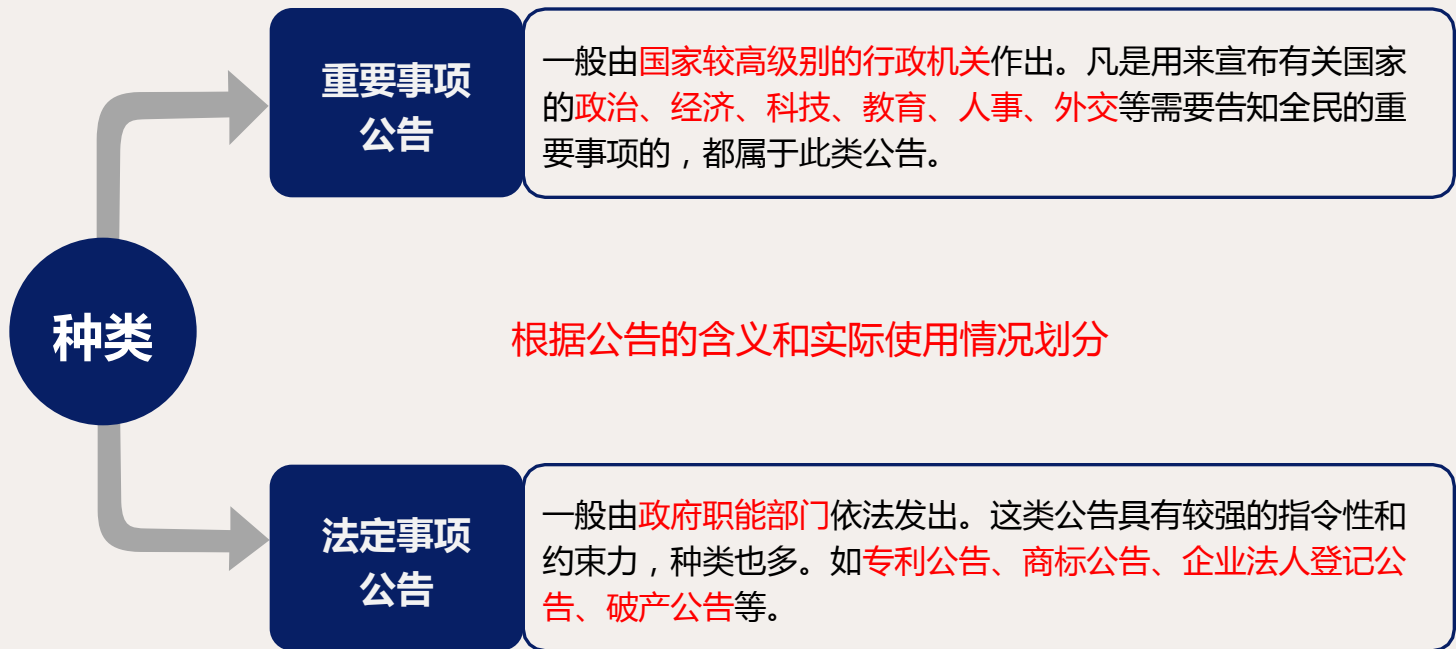 重要事项
公告
一般由国家较高级别的行政机关作出。凡是用来宣布有关国家
的政治、经济、科技、教育、人事、外交等需要告知全民的重
要事项的，都属于此类公告。
种类
根据公告的含义和实际使用情况划分
法定事项
公告
一般由政府职能部门依法发出。这类公告具有较强的指令性和
约束力，种类也多。如专利公告、商标公告、企业法人登记公
告、破产公告等。